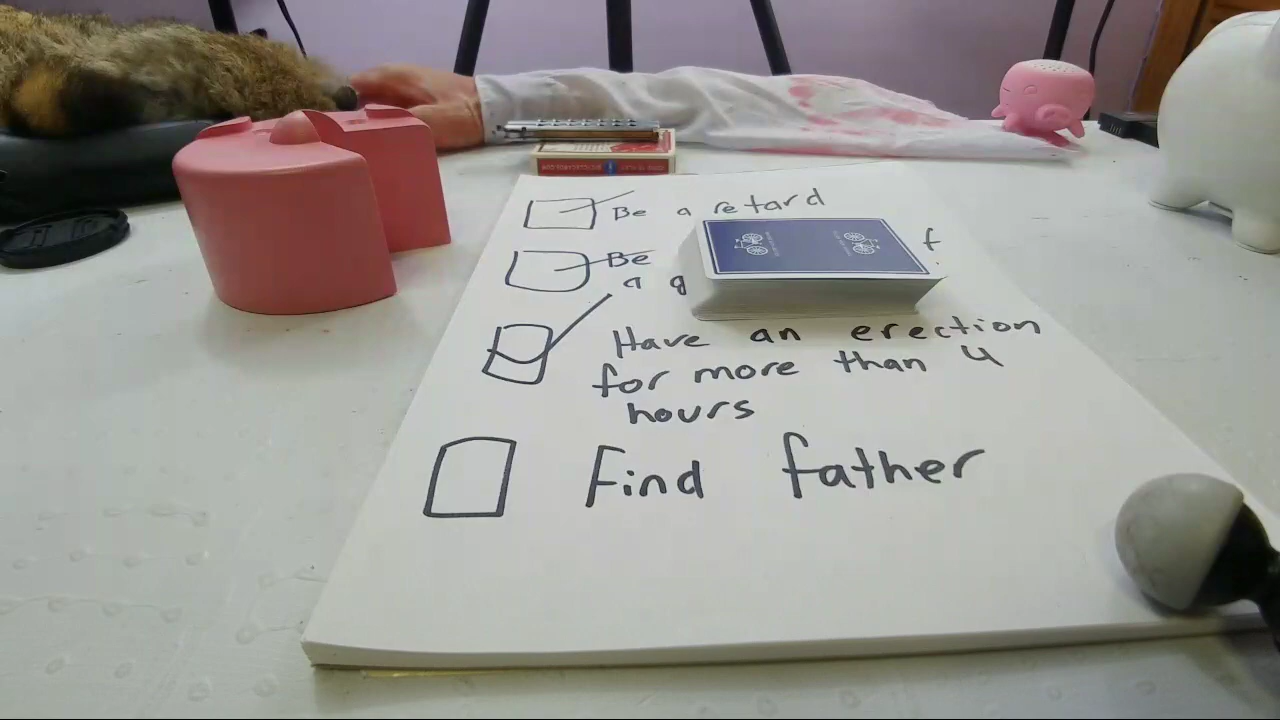 Be a retard
Be f
a g
Have an erection
for more than 4
hours
Find father